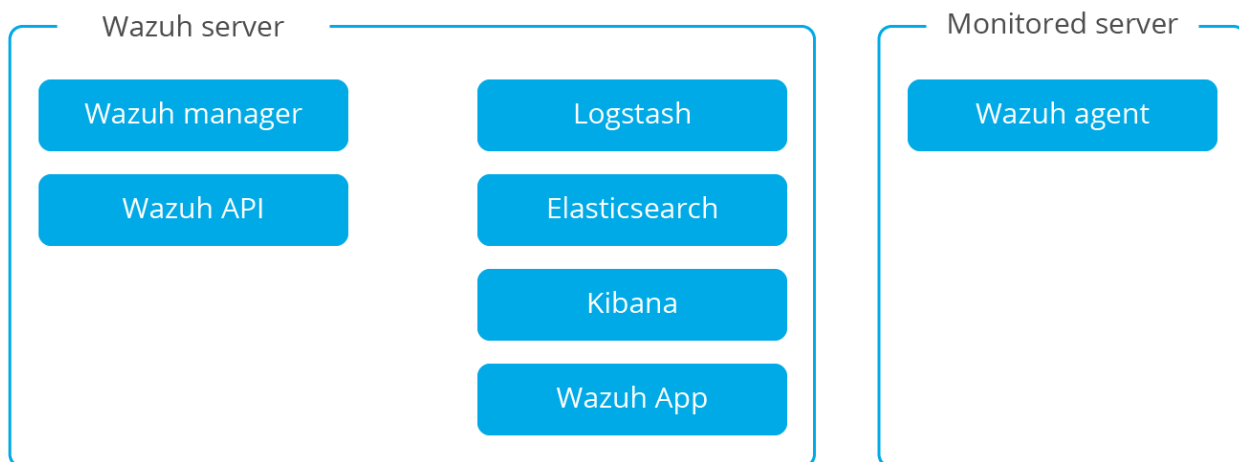 Wazuh server
Wazuh manager
Wazuh API
Logstash
Elasticsearch
Kibana
Wazuh App
Monitored server
Wazuh agent